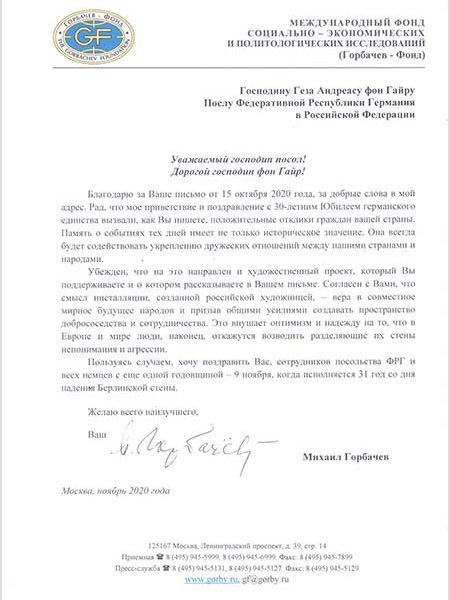 ГОРБАЧЕВ - ФОНД
GF
THE GORBACHEV FOUNDATION
МЕЖДУНАРОДНЫЙ ФОНД
СОЦИАЛЬНО – ЭКОНОМИЧЕСКИХ
И ПОЛИТОЛОГИЧЕСКИХ ИССЛЕДОВАНИЙ
(Горбачев - Фонд)
Господину Геза Андреасу фон Гайру
Послу Федеративной Республики Германия
в Российской Федерации
Уважаемый господин посол!
Дорогой господин фон Гайр!
Благодарю за Ваше письмо от 15 октября 2020 года, за добрые слова в мой
адрес. Рад, что мое приветствие и поздравление с 30-летним Юбилеем германского
единства вызвали, как Вы пишете, положительные отклики граждан вашей страны.
Память о событиях тех дней имеет не только историческое значение. Она всегда
будет содействовать укреплению дружеских отношений между нашими странами и
народами.
Убежден, что на это направлен и художественный проект, который Вы
поддерживаете и о котором рассказываете в Вашем письме. Согласен с Вами, что
смысл инсталляции, созданной российской художницей, – вера в совместное
мирное будущее народов и призыв общими усилиями создавать пространство
добрососедства и сотрудничества. Это внушает оптимизм и надежду на то, что в
Европе и мире люди, наконец, откажутся возводить разделяющие их стены
непонимания и агрессии.
Пользуясь случаем, хочу поздравить Вас, сотрудников посольства ФРГ и
всех немцев с еще одной годовщиной – 9 ноября, когда исполняется 31 год со дня
падения Берлинской стены.
Желаю всего наилучшего,
Ваш
М. Горбачёв
Михаил Горбачев
Москва, ноябрь 2020 года
125167 Москва, Ленинградский проспект, д. 39, стр. 14
Приемная ☎ 8 (495) 945-5999, 8 (495) 945-6999. Факс: 8 (495) 945-7899
Пресс-служба ☎ 8 (495) 945-5131, 8 (495) 945-5127. Факс: 8 (495) 945-5129
www.gorby.ru, gf@gorby.ru